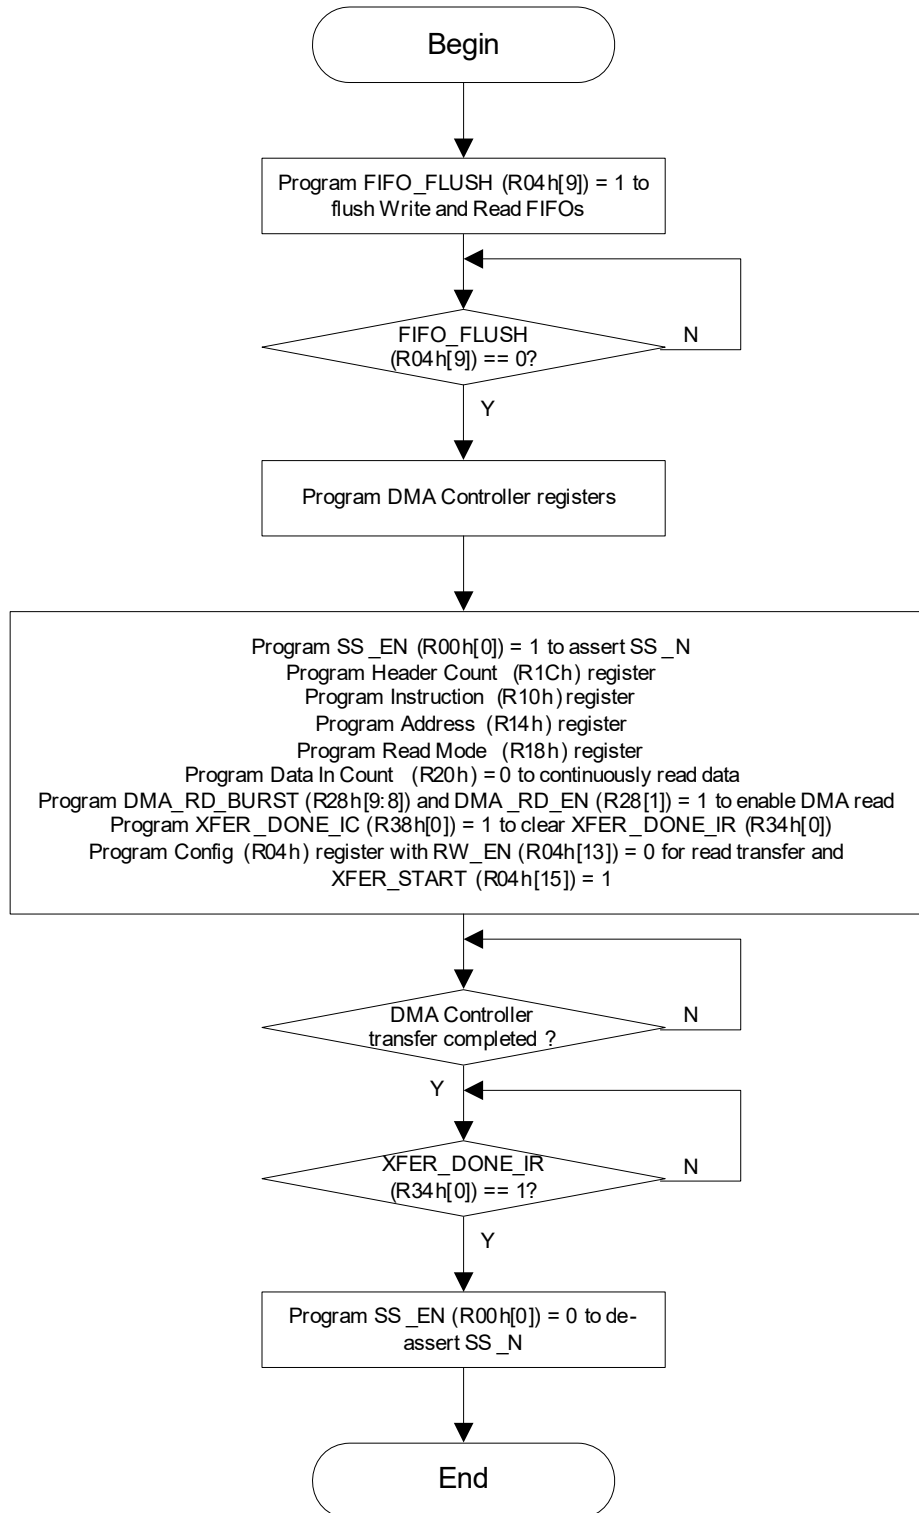 Begin
Program FIFO_FLUSH (R04h[9]) = 1 to
flush Write and Read FIFOs
FIFO_FLUSH
(R04h[9]) == 0?
N
Y
Program DMA Controller registers
Program SS_EN (R00h[0]) = 1 to assert SS_N
Program Header Count (R1Ch) register
Program Instruction (R10h) register
Program Address (R14h) register
Program Read Mode (R18h) register
Program Data In Count (R20h) = 0 to continuously read data
Program DMA_RD_BURST (R28h[9:8]) and DMA_RD_EN (R28[1]) = 1 to enable DMA read
Program XFER_DONE_IC (R38h[0]) = 1 to clear XFER_DONE_IR (R34h[0])
Program Config (R04h) register with RW_EN (R04h[13]) = 0 for read transfer and
XFER_START (R04h[15]) = 1
DMA Controller
transfer completed ?
N
Y
XFER_DONE_IR
(R34h[0]) == 1?
N
Y
Program SS_EN (R00h[0]) = 0 to de-
assert SS_N
End